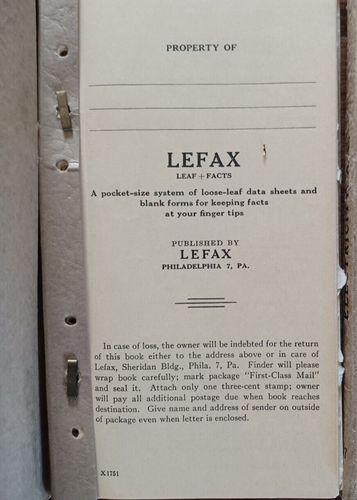 PROPERTY OF
LEFAX
LEAF + FACTS
A pocket-size system of loose-leaf data sheets and
blank forms for keeping facts
at your finger tips
PUBLISHED BY
LEFAX
PHILADELPHIA 7, PA.
In case of loss, the owner will be indebted for the return
of this book either to the address above or in care of
Lefax, Sheridan Bldg., Phila. 7, Pa. Finder will please
wrap book carefully; mark package "First-Class Mail"
and seal it. Attach only one three-cent stamp; owner
will pay all additional postage due when book reaches
destination. Give name and address of sender on outside
of package even when letter is enclosed.
X1751